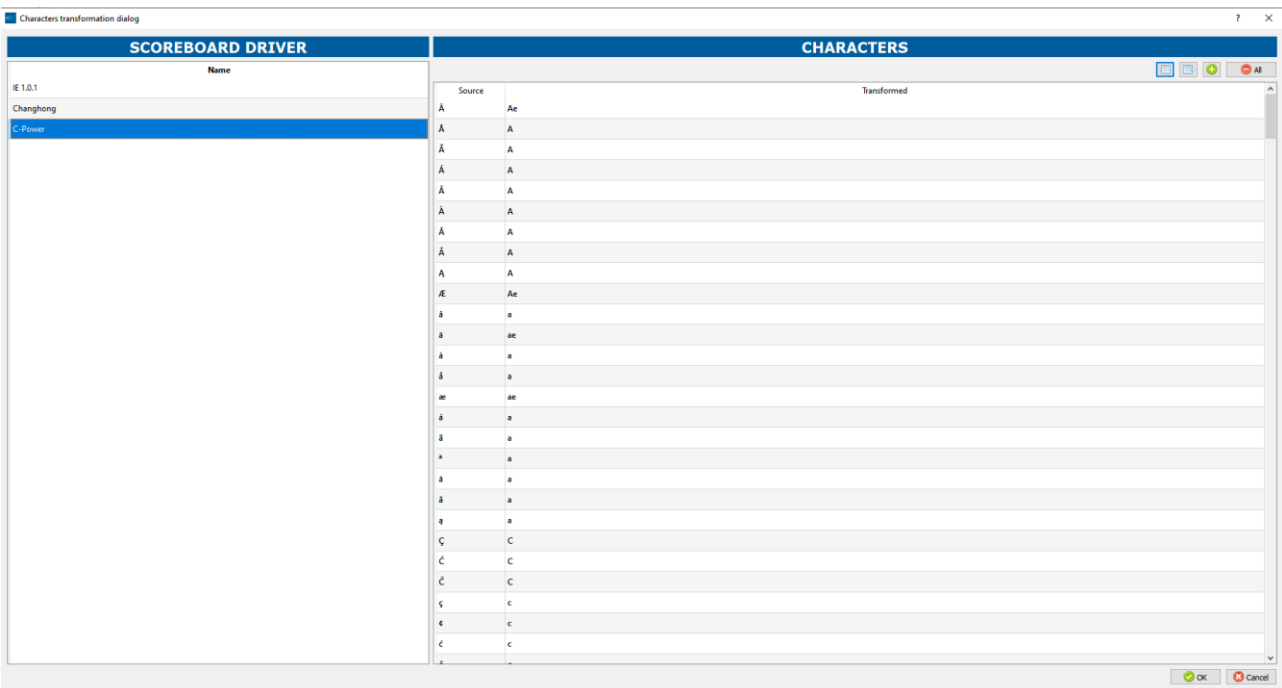 Characters transformation dialog ? ×
SCOREBOARD DRIVER
Name
IE 1.0.1
Changhong
C-Power
CHARACTERS
All
Source Transformed
Ä Ae
A
A
A
Â A
À A
A
A
Ą A
Æ Ae
a
ae
à a
å a
æ ae
a
a
ª a
a
a
ą a
Ç C
Ć C
Č C
ç c
¢ c
ć c
OK Cancel